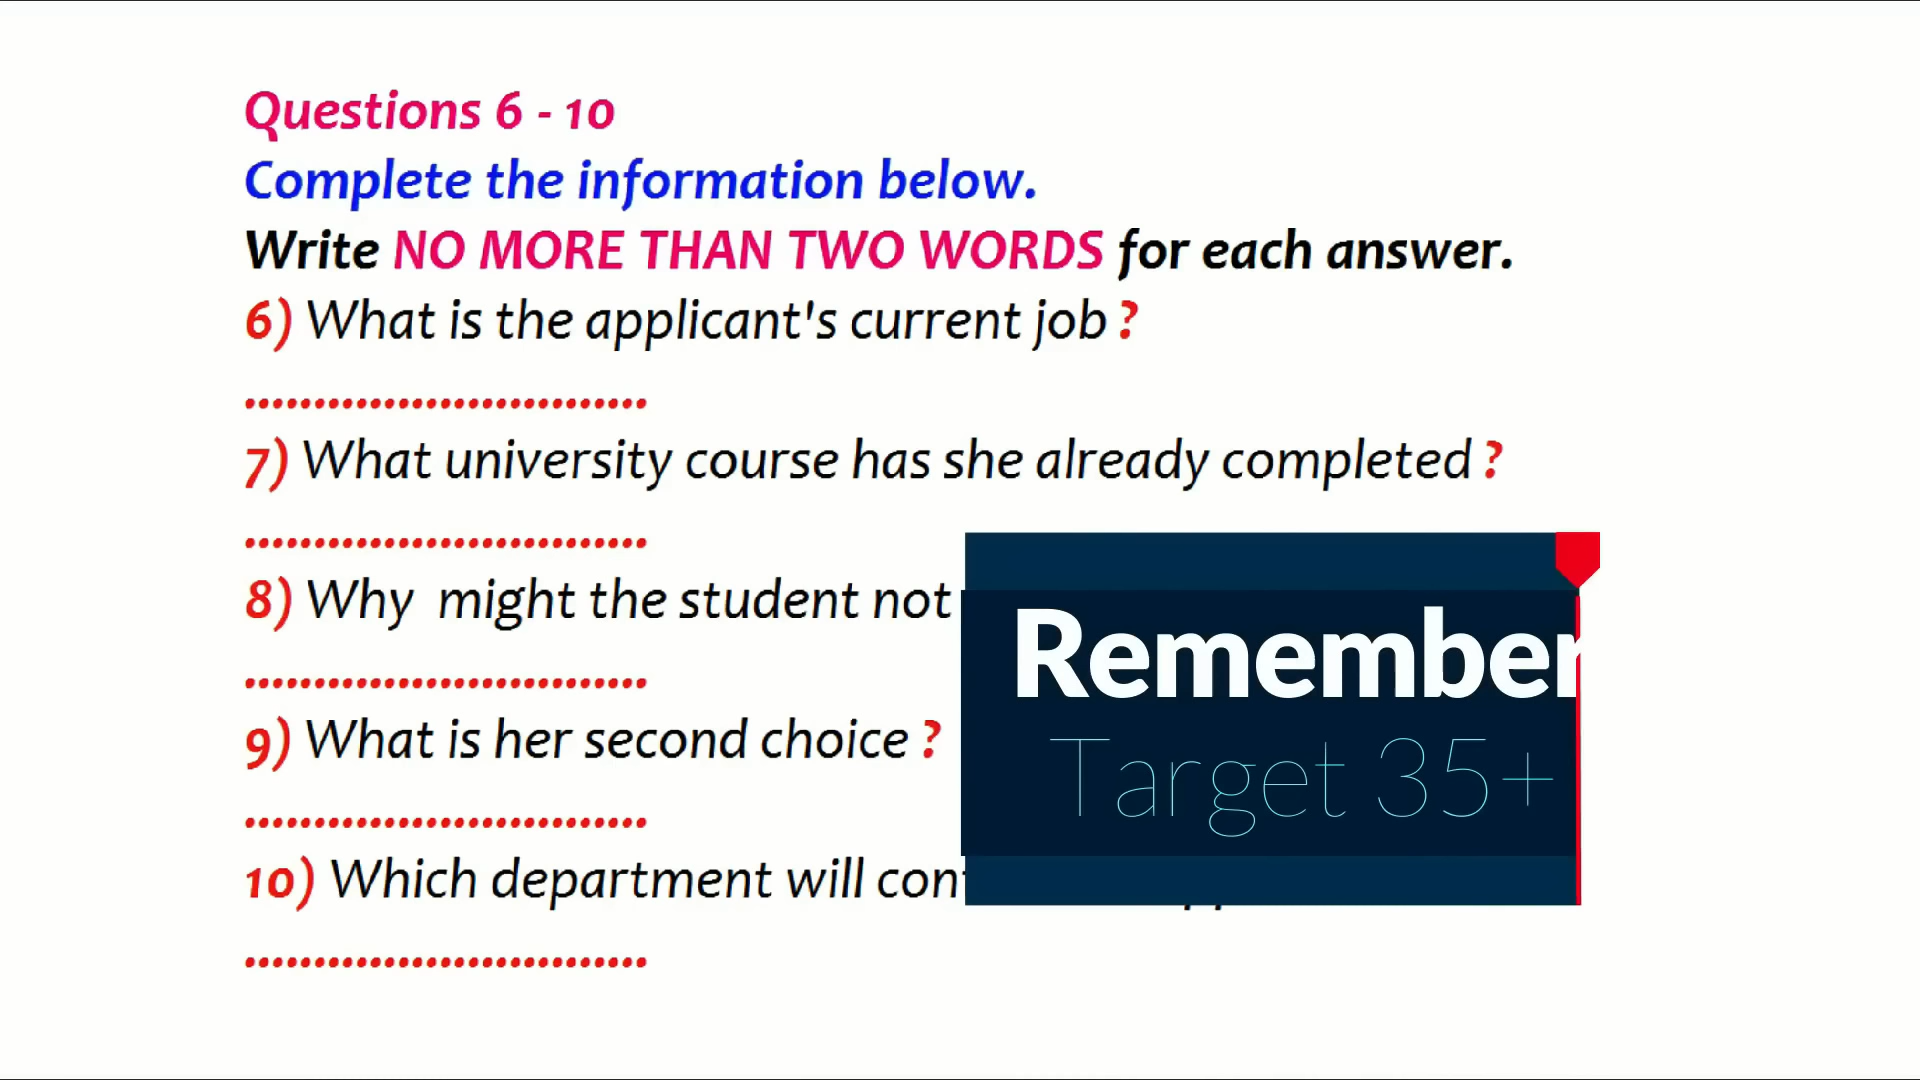 Questions 6 - 10
Complete the information below.
Write NO MORE THAN TWO WORDS for each answer.
6) What is the applicant's current job ?
.............................
7) What university course has she already completed ?
.............................
8) Why might the student not
.............................
9) What is her second choice ?
.............................
10) Which department will
.............................
Remember
Target 35+